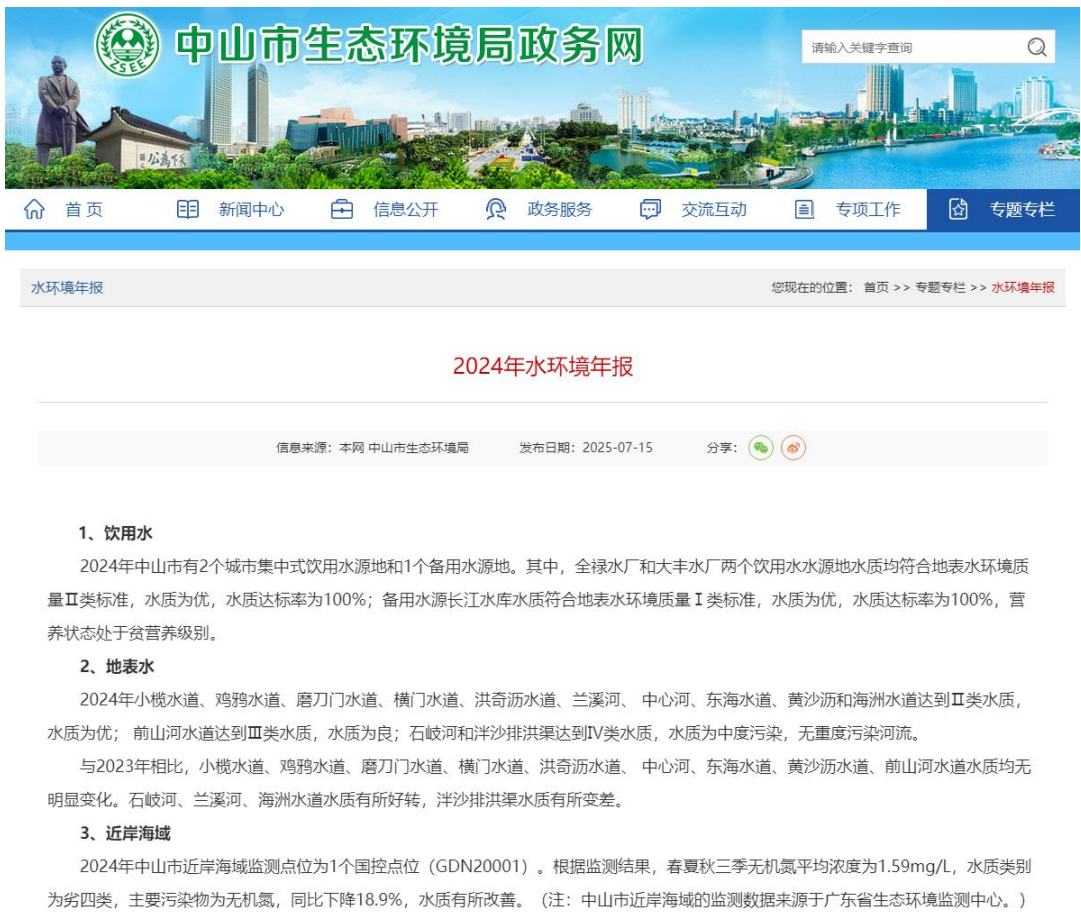 中山市生态环境局政务网
ZSEE
请输入关键字查询
天下为公
首页 新闻中心 信息公开 政务服务 交流互动 专项工作 专题专栏
水环境年报 您现在的位置： 首页 >> 专题专栏 >> 水环境年报
2024年水环境年报
信息来源：本网 中山市生态环境局 发布日期：2025-07-15 分享：
1、饮用水
2024年中山市有2个城市集中式饮用水源地和1个备用水源地。其中，全禄水厂和大丰水厂两个饮用水水源地水质均符合地表水环境质
量Ⅱ类标准，水质为优，水质达标率为100%；备用水源长江水库水质符合地表水环境质量Ⅰ类标准，水质为优，水质达标率为100%，营
养状态处于贫营养级别。
2、地表水
2024年小榄水道、鸡鸦水道、磨刀门水道、横门水道、洪奇沥水道、兰溪河、 中心河、东海水道、黄沙沥和海洲水道达到Ⅱ类水质，
水质为优； 前山河水道达到Ⅲ类水质，水质为良；石岐河和泮沙排洪渠达到Ⅳ类水质，水质为中度污染，无重度污染河流。
与2023年相比，小榄水道、鸡鸦水道、磨刀门水道、横门水道、洪奇沥水道、 中心河、东海水道、黄沙沥水道、前山河水道水质均无
明显变化。石岐河、兰溪河、海洲水道水质有所好转，泮沙排洪渠水质有所变差。
3、近岸海域
2024年中山市近岸海域监测点位为1个国控点位（GDN20001）。根据监测结果，春夏秋三季无机氮平均浓度为1.59mg/L，水质类别
为劣四类，主要污染物为无机氮，同比下降18.9%，水质有所改善。（注：中山市近岸海域的监测数据来源于广东省生态环境监测中心。）